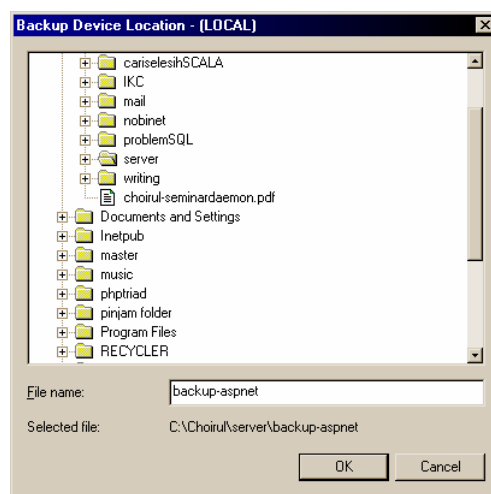 Backup Device Location - (LOCAL)
cariselesihSCALA
IKC
mail
nobinet
problemSQL
server
writing
choirul-seminardaemon.pdf
Documents and Settings
Inetpub
master
music
phptriad
pinjam folder
Program Files
RECYCLER
File name: backup-aspnet
Selected file: C:\Choirul\server\backup-aspnet
OK Cancel